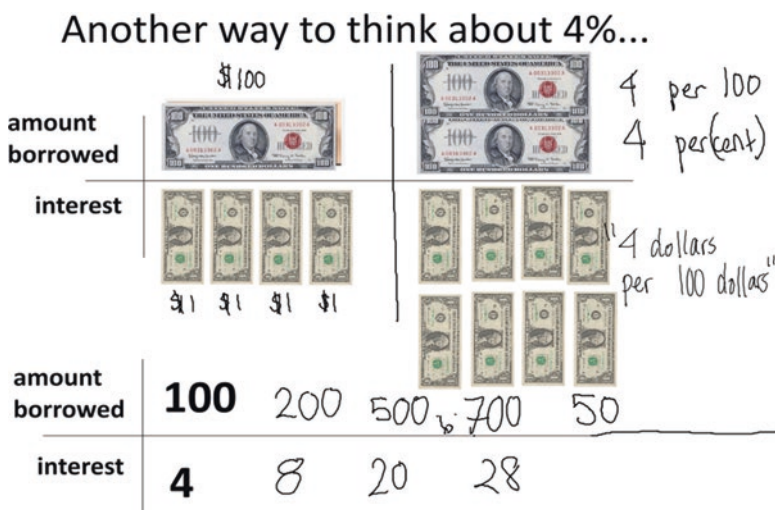 Another way to think about 4%...
$100
4 per 100
amount
borrowed
4 per(cent)
interest
"4 dollars
per 100 dollars"
$1 $1 $1 $1
amount
borrowed
100 200 500 700 50
interest
4 8 20 28